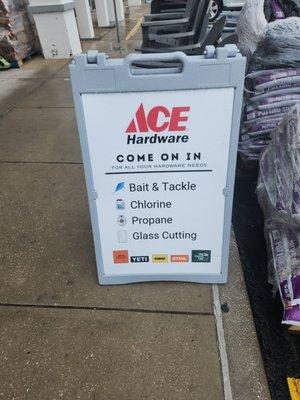 ACE
Hardware
COME ON IN
FOR ALL YOUR HARDWARE NEEDS
Bait & Tackle
Chlorine
Propane
Glass Cutting
YETI
STIHL